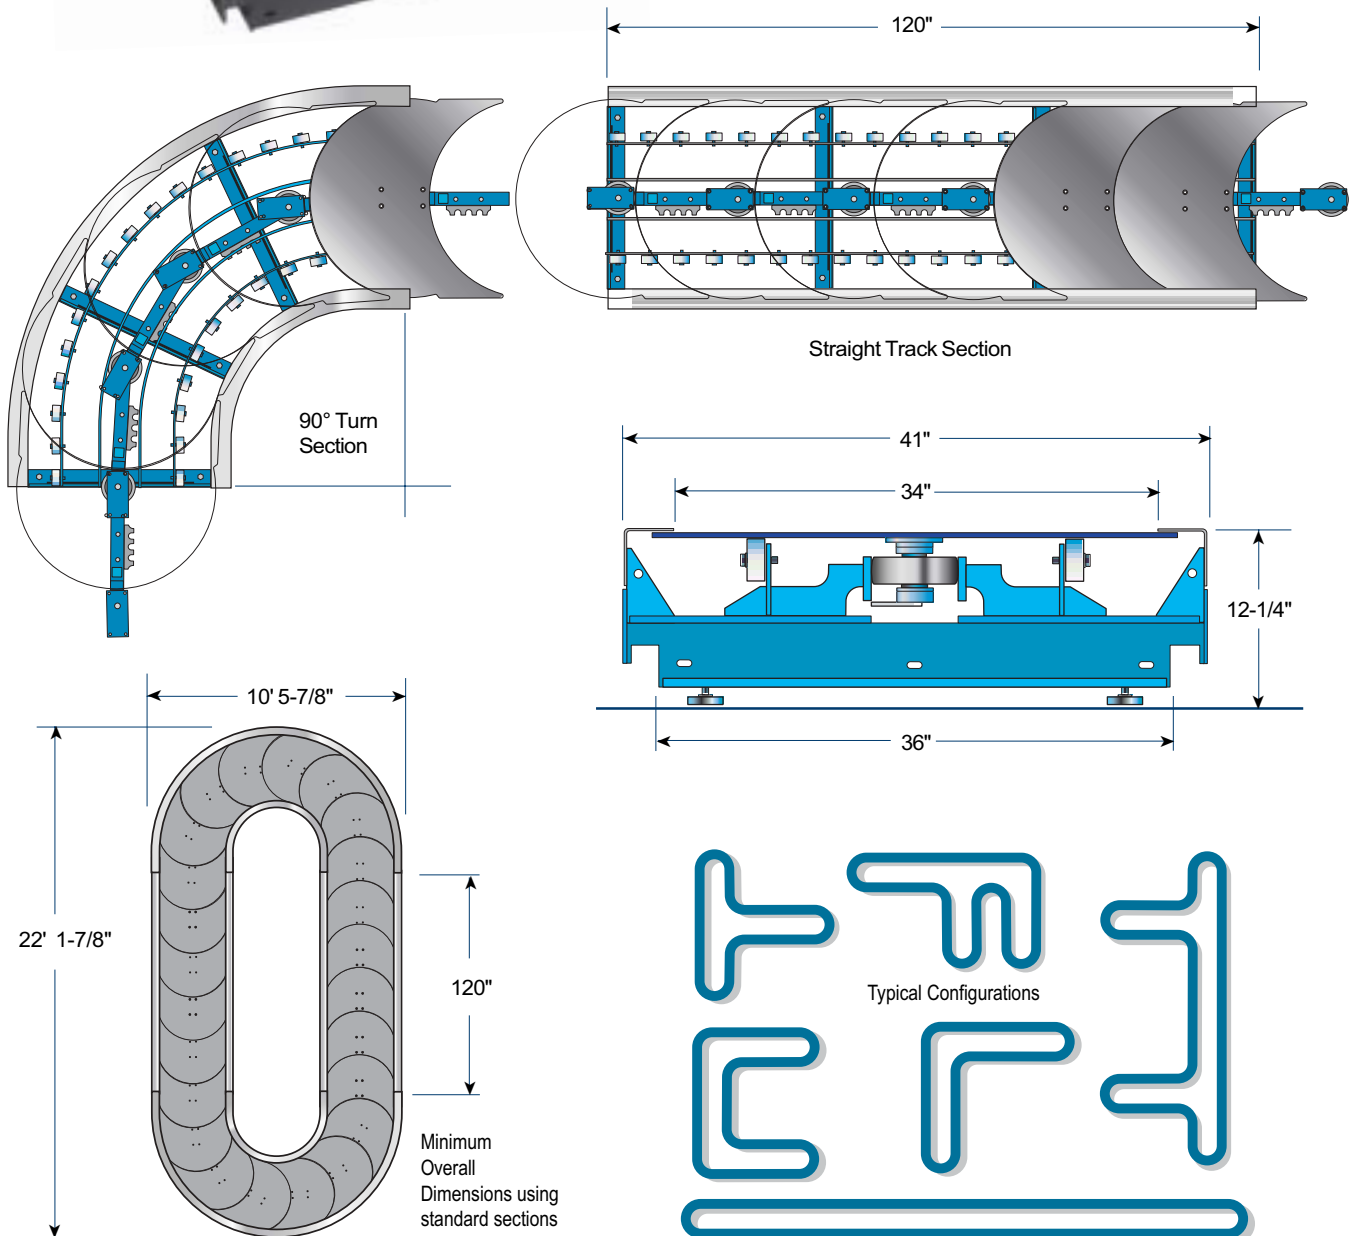 120"
Straight Track Section
90° Turn
Section
41"
34"
12-1/4"
36"
10' 5-7/8"
22' 1-7/8"
120"
Minimum
Overall
Dimensions using
standard sections
Typical Configurations